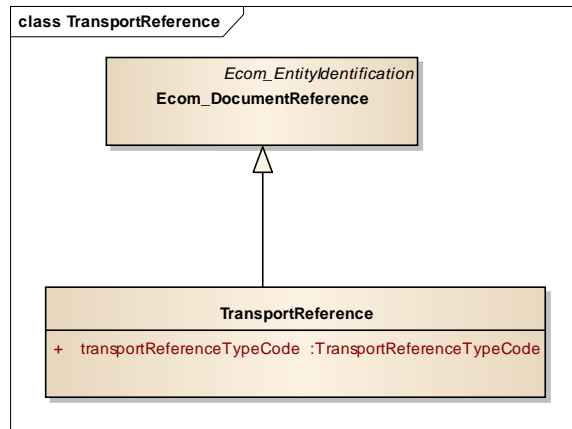 class TransportReference
Ecom_EntityIdentification
Ecom_DocumentReference
TransportReference
+ transportReferenceTypeCode :TransportReferenceTypeCode